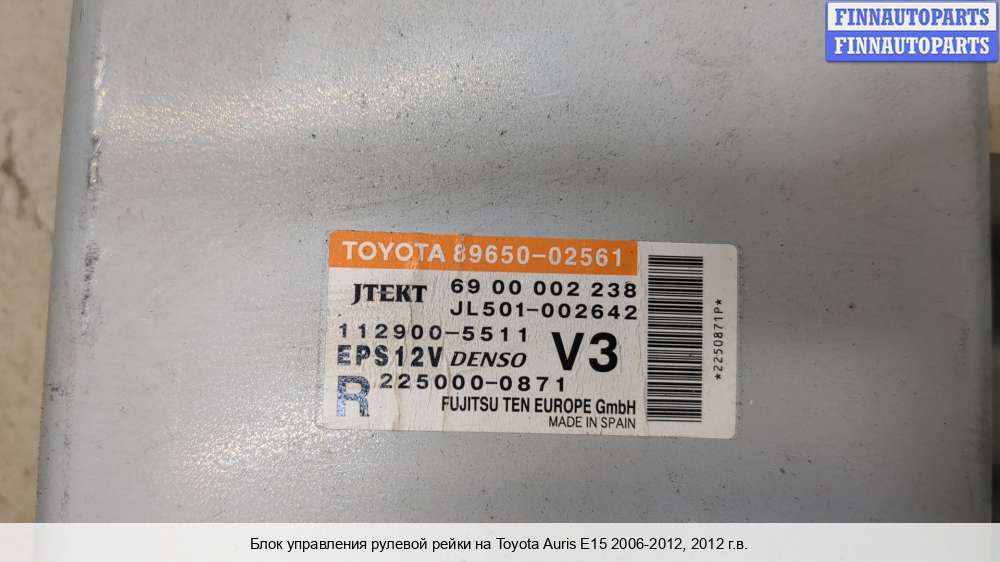 FINNAUTOPARTS
FINNAUTOPARTS
TOYOTA 89650-02561
JTEKT 69 00 002 238
JL501-002642
112900-5511
EPS12V DENSO V3
R 225000-0871
FUJITSU TEN EUROPE GmbH
MADE IN SPAIN
*2250871P*
Блок управления рулевой рейки на Toyota Auris E15 2006-2012, 2012 г.в.